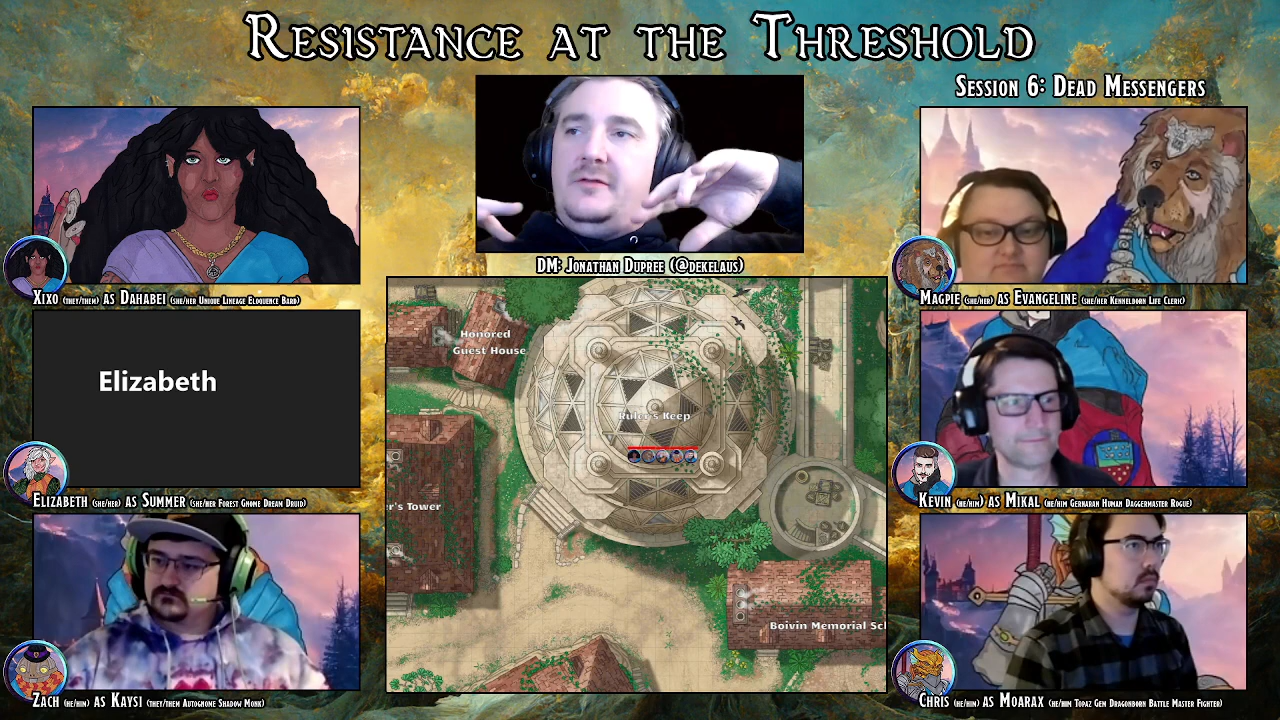 Resistance at the Threshold
Session 6: Dead Messengers
DM: Jonathan Dupree (@dekelaus)
Xixo (they/them) as Dahabei (she/her Unique Lineage Eloquence Bard)
Magpie (she/her) as Evangeline (she/her Kennelborn Life Cleric)
Honored
Guest House
Ruler's Keep
Elizabeth
Elizabeth (she/her) as Summer (she/her Forest Gnome Dream Druid)
Kevin (he/him) as Mikal (he/him Gernaran Human Daggermaster Rogue)
r's Tower
Boivin Memorial Sc
Zach (he/him) as Kaysi (they/them Autognome Shadow Monk)
Chris (he/him) as Moarax (he/him Topaz Gem Dragonborn Battle Master Fighter)